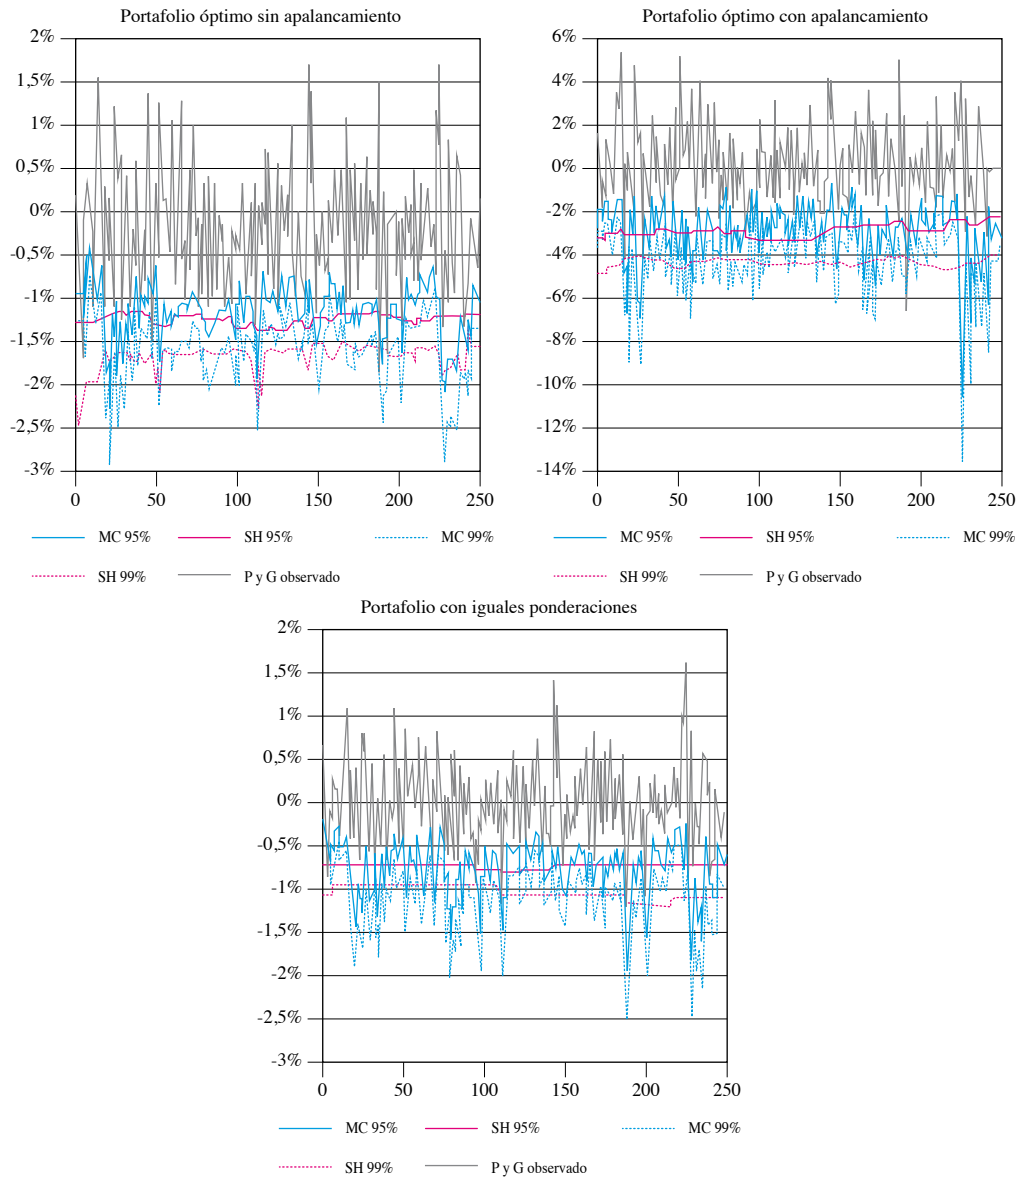 Portafolio óptimo sin apalancamiento
2%
1,5%
1%
0,5%
0%
-0,5%
-1%
-1,5%
-2%
-2,5%
-3%
0 50 100 150 200 250
MC 95% SH 95% MC 99%
SH 99% P y G observado
Portafolio óptimo con apalancamiento
6%
4%
2%
0%
-2%
-4%
-6%
-8%
-10%
-12%
-14%
0 50 100 150 200 250
MC 95% SH 95% MC 99%
SH 99% P y G observado
Portafolio con iguales ponderaciones
2%
1,5%
1%
0,5%
0%
-0,5%
-1%
-1,5%
-2%
-2,5%
-3%
0 50 100 150 200 250
MC 95% SH 95% MC 99%
SH 99% P y G observado